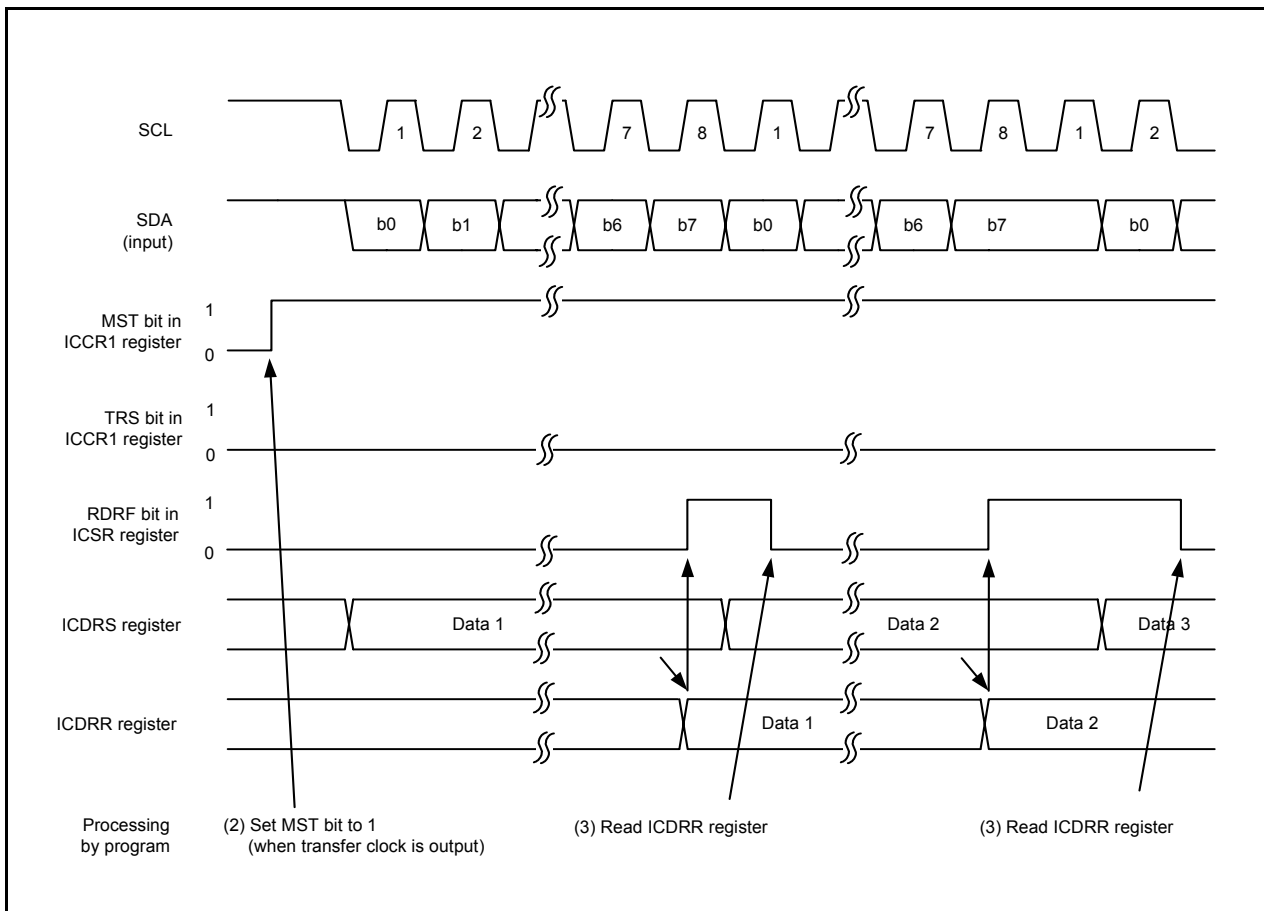 SCL
1 2 7 8 1 7 8 1 2
SDA
(input)
b0 b1 b6 b7 b0 b6 b7 b0
MST bit in
ICCR1 register
1
0
TRS bit in
ICCR1 register
1
0
RDRF bit in
ICSR register
1
0
ICDRS register
Data 1 Data 2 Data 3
ICDRR register
Data 1 Data 2
Processing
by program
(2) Set MST bit to 1
(when transfer clock is output)
(3) Read ICDRR register
(3) Read ICDRR register